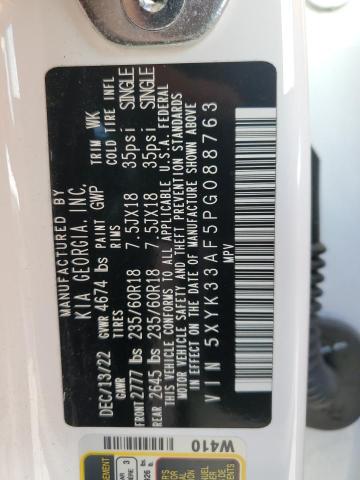 MANUFACTURED BY
KIA GEORGIA, INC.
DEC/13/22 GVWR 4674 lbs PAINT GWP TRIM WK
GAWR TIRES RIMS COLD TIRE INFL
FRONT 2777 lbs 235/60R18 7.5JX18 35psi SINGLE
REAR 2645 lbs 235/60R18 7.5JX18 35psi SINGLE
THIS VEHICLE CONFORMS TO ALL APPLICABLE U.S.A. FEDERAL
MOTOR VEHICLE SAFETY AND THEFT PREVENTION STANDARDS
IN EFFECT ON THE DATE OF MANUFACTURE SHOWN ABOVE
VIN 5XYK33AF5PG088763
MPV
W410
3